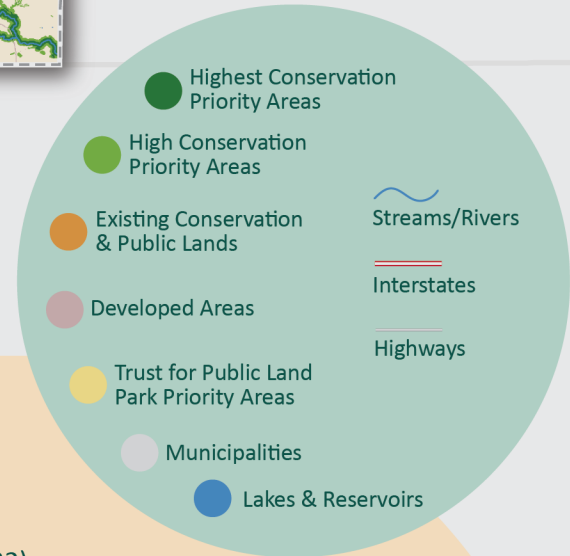 Highest Conservation
Priority Areas
High Conservation
Priority Areas
Existing Conservation
& Public Lands
Developed Areas
Trust for Public Land
Park Priority Areas
Municipalities
Lakes & Reservoirs
Streams/Rivers
Interstates
Highways